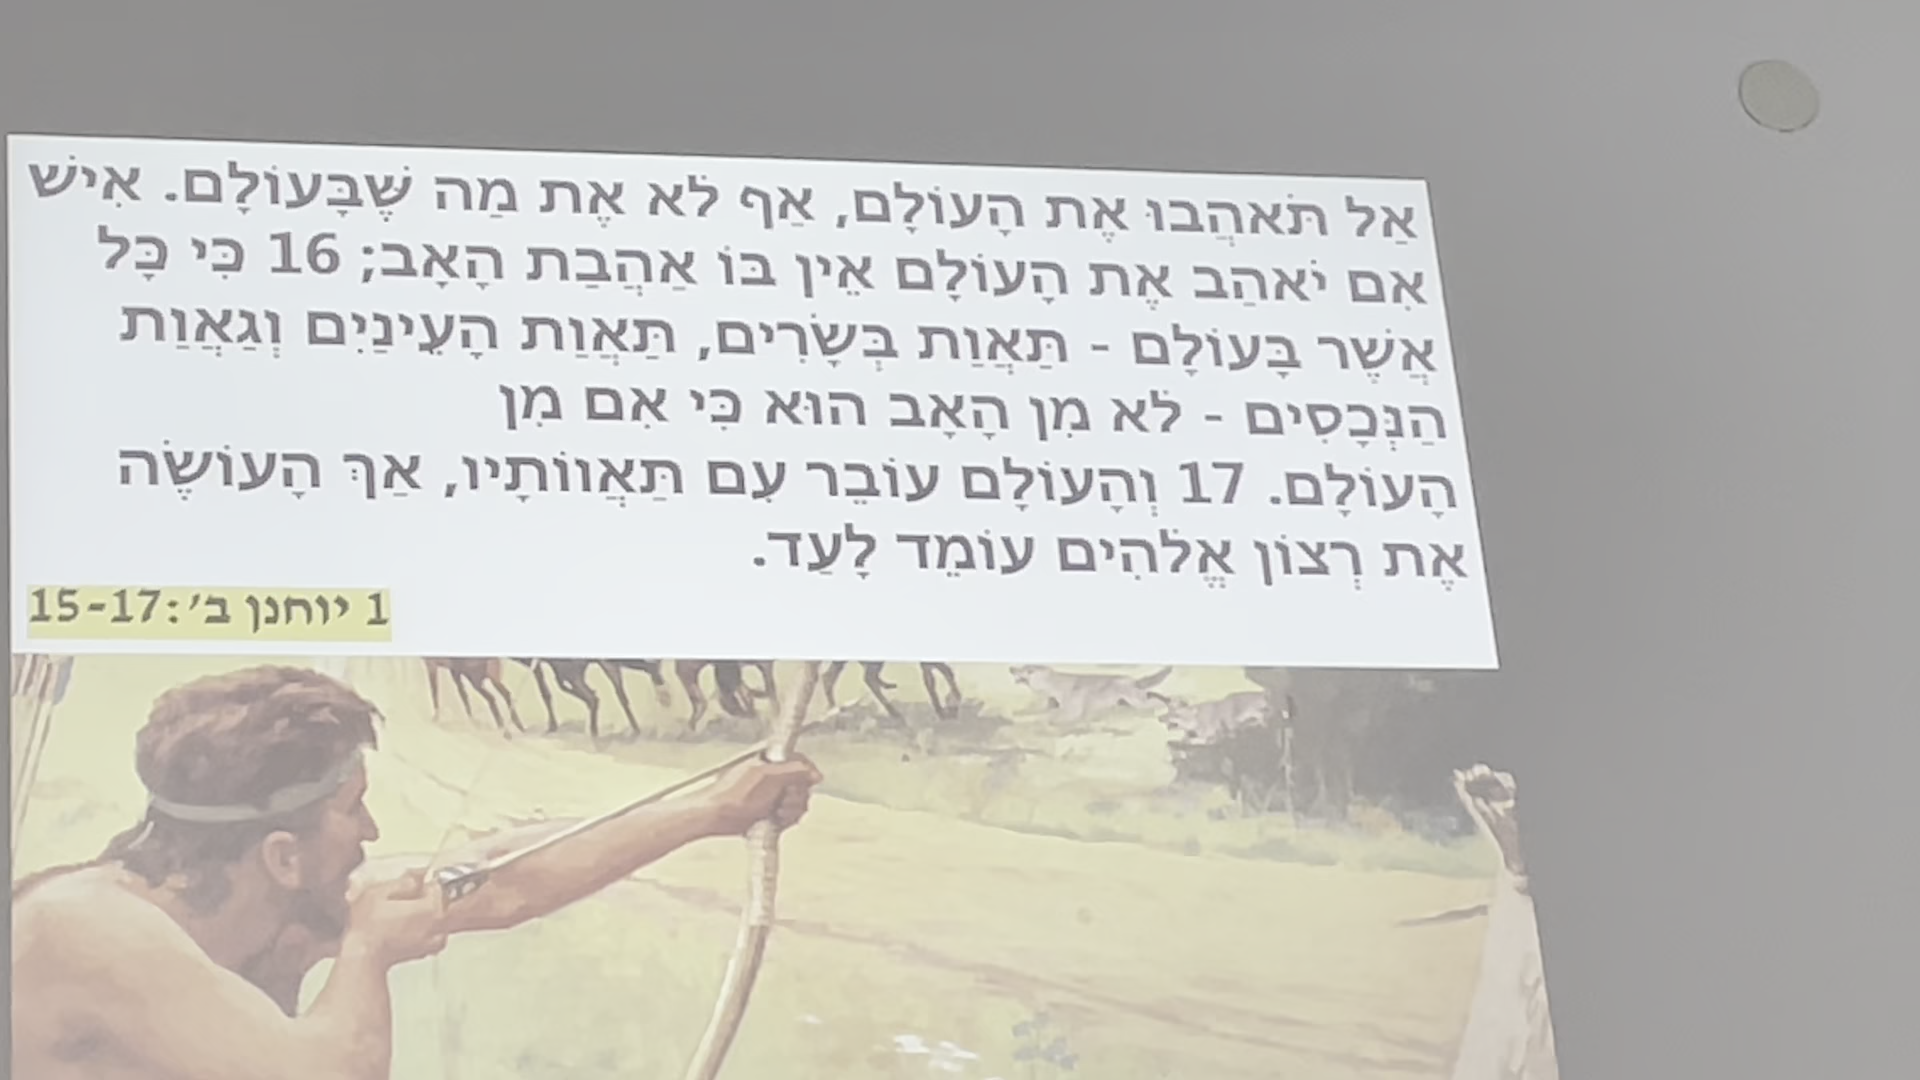 אַל תֹּאהֲבוּ אֶת הָעוֹלָם, אַף לֹא אֶת מַה שֶּׁבָּעוֹלָם. אִישׁ
אִם יֹאהַב אֶת הָעוֹלָם אֵין בּוֹ אַהֲבַת הָאָב; 16 כִּי כָּל
אֲשֶׁר בָּעוֹלָם - תַּאֲוַת בְּשָׂרִים, תַּאֲוַת הָעֵינַיִם וְגַאֲוַת
הַנְּכָסִים - לֹא מִן הָאָב הוּא כִּי אִם מִן
הָעוֹלָם. 17 וְהָעוֹלָם עוֹבֵר עִם תַּאֲווֹתָיו, אַךְ הָעוֹשֶׂה
אֶת רְצוֹן אֱלֹהִים עוֹמֵד לָעַד.
1 יוחנן ב׳:15-17